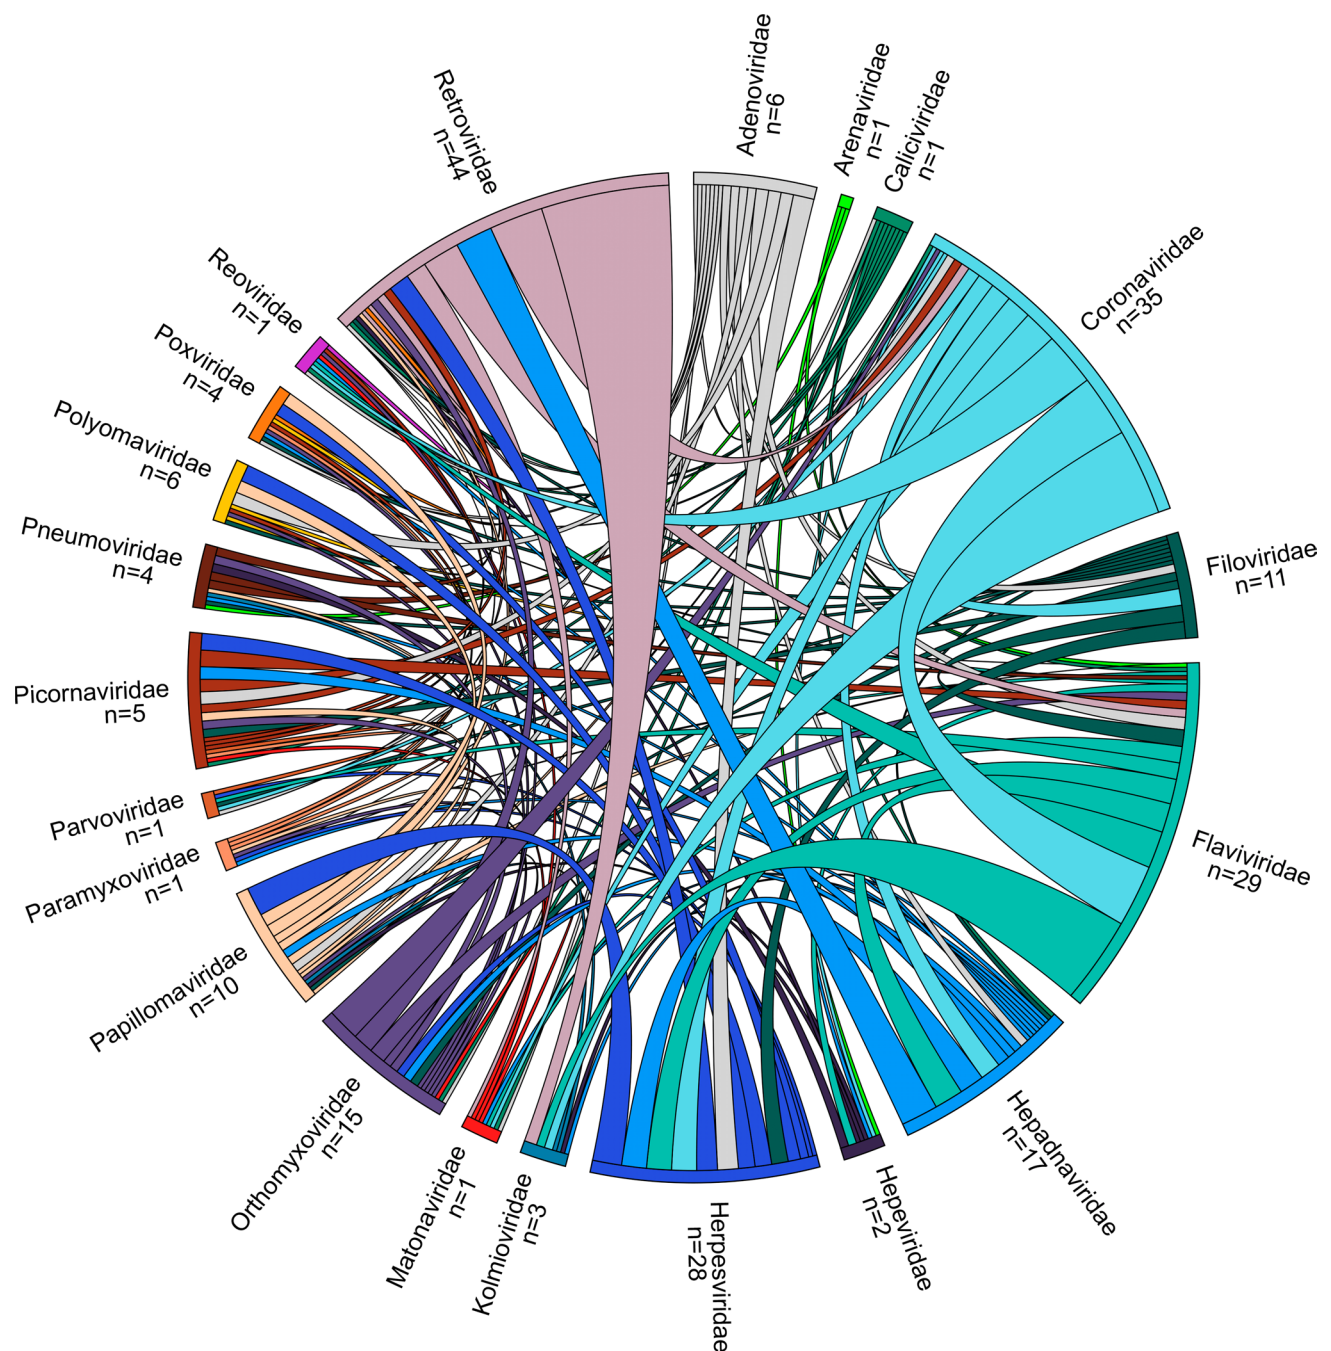 Adenoviridae
n=6
Arenaviridae
n=1
Caliciviridae
n=1
Coronaviridae
n=35
Filoviridae
n=11
Flaviviridae
n=29
Hepadnaviridae
n=17
Hepeviridae
n=2
Herpesviridae
n=28
Kolmioviridae
n=3
Matonaviridae
n=1
Orthomyxoviridae
n=15
Papillomaviridae
n=10
Paramyxoviridae
n=1
Parvoviridae
n=1
Picornaviridae
n=5
Pneumoviridae
n=4
Polyomaviridae
n=6
Poxviridae
n=4
Reoviridae
n=1
Retroviridae
n=44